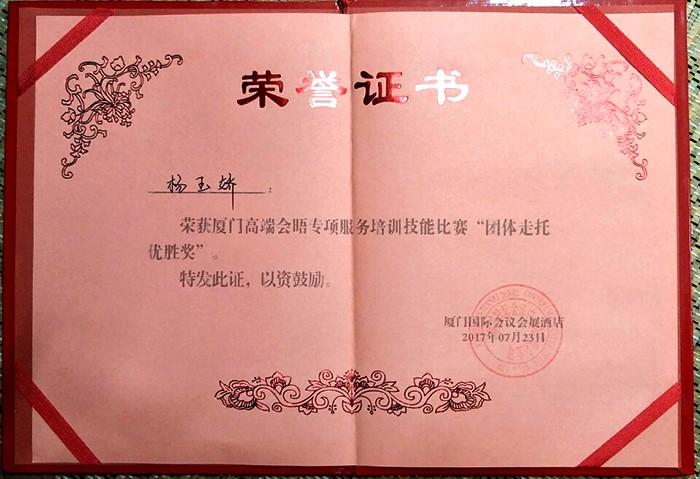 荣誉证书
杨玉娇：
荣获厦门高端会晤专项服务培训技能比赛“团体走托
优胜奖”。
特发此证，以资鼓励。
厦门国际会议会展酒店
2017年07月23日